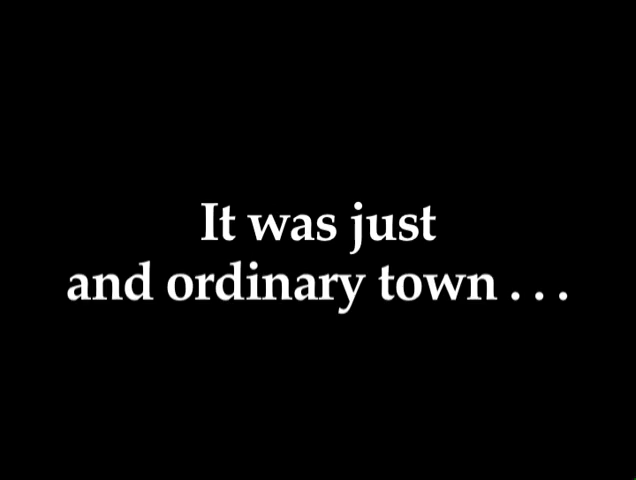 It was just
and ordinary town . . .